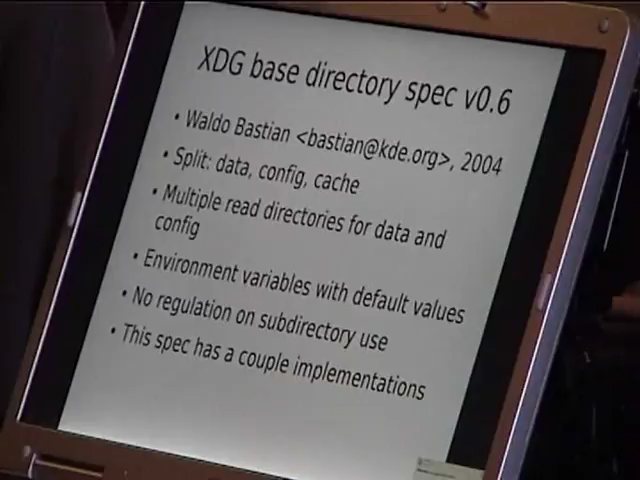 XDG base directory spec v0.6
• Waldo Bastian <bastian@kde.org>, 2004
• Split: data, config, cache
• Multiple read directories for data and
config
• Environment variables with default values
• No regulation on subdirectory use
• This spec has a couple implementations